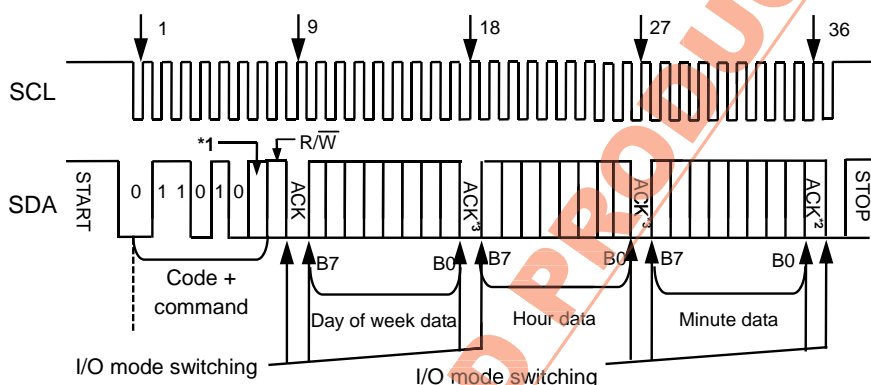 1 9 18 27 36
SCL
*1 R/W
SDA START 0 1 1 0 1 0 ACK ACK*3 ACK*3 ACK*2 STOP
B7 B0 B7 B0 B7 B0
Code +
command
Day of week data Hour data Minute data
I/O mode switching I/O mode switching
D PRODUC